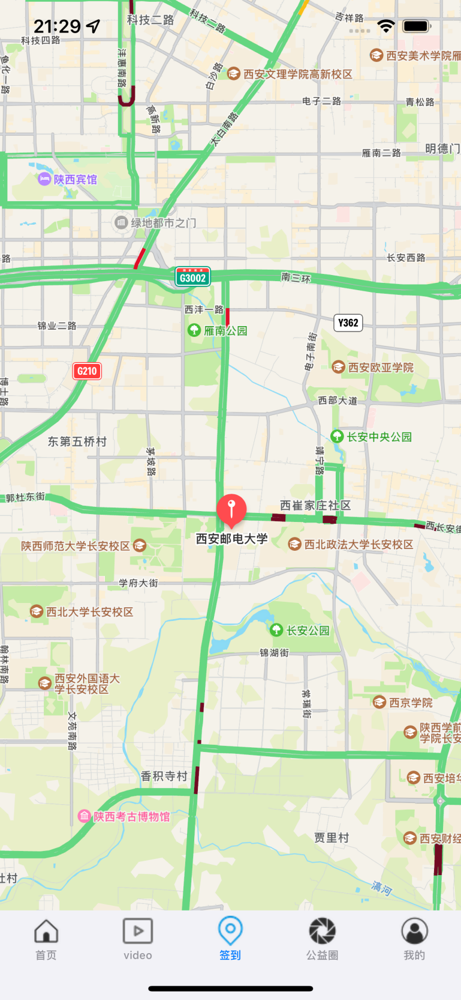 21:29
科技二路
科技二路
吉祥路
科技四路
鱼化一路
沣惠南路
西安美术学院雁
西安文理学院高新校区
白沙路
电子二路
青松路
高新路
太白南路
雁南二路
明德门
陕西宾馆
绿地都市之门
路
长安西路
G3002
南三环
西沣一路
Y362
锦业二路
雁南公园
电子南街
G210
西安欧亚学院
博士路
西部大道
东第五桥村
长安中央公园
茅坡路
靖宁路
郭杜东街
西崔家庄社区
西长安街
西安邮电大学
陕西师范大学长安校区
西北政法大学长安校区
学府大街
西北大学长安校区
长安公园
翰林南路
锦湖街
西安外国语大
学长安校区
常瑞街
西京学院
文苑南路
陕西学前
学院长安
香积寺村
西安培华
陕西考古博物馆
贾里村
西安财经
村
滈河
首页
video
签到
公益圈
我的